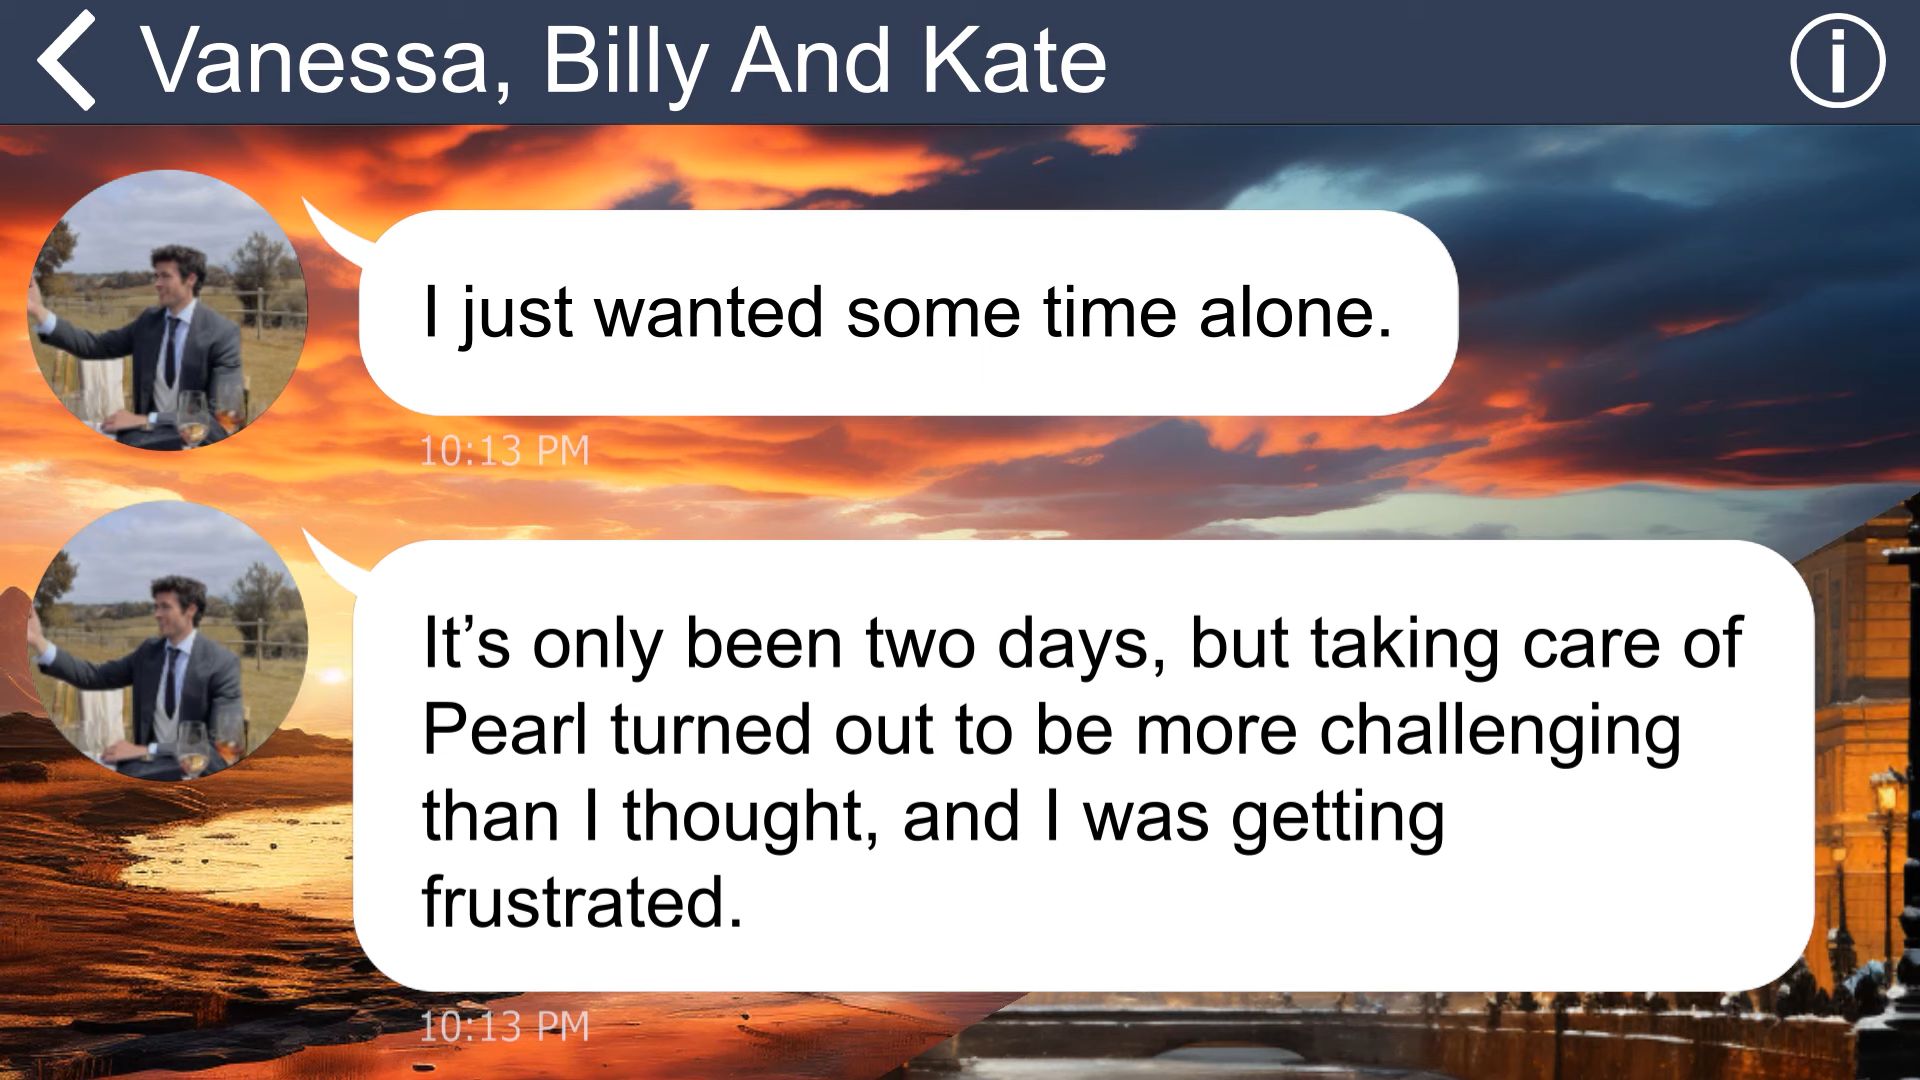 Vanessa, Billy And Kate
I just wanted some time alone.
10:13 PM
It’s only been two days, but taking care of
Pearl turned out to be more challenging
than I thought, and I was getting
frustrated.
10:13 PM